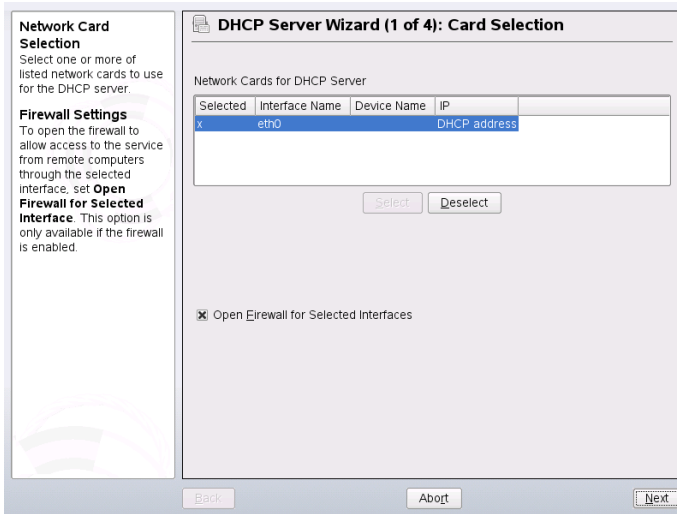 Network Card
Selection
Select one or more of
listed network cards to use
for the DHCP server.
Firewall Settings
To open the firewall to
allow access to the service
from remote computers
through the selected
interface, set Open
Firewall for Selected
Interface. This option is
only available if the firewall
is enabled.
DHCP Server Wizard (1 of 4): Card Selection
Network Cards for DHCP Server
Selected Interface Name Device Name IP
x eth0 DHCP address
Select Deselect
Open Firewall for Selected Interfaces
Back Abort Next